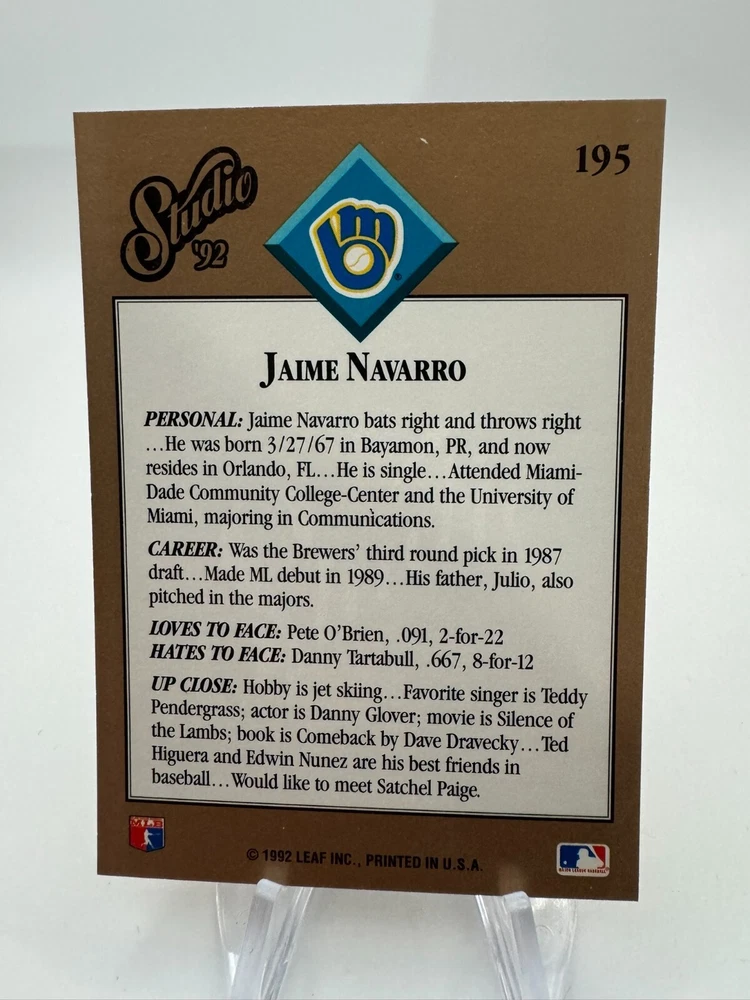 Studio
'92
195
JAIME NAVARRO
PERSONAL: Jaime Navarro bats right and throws right
...He was born 3/27/67 in Bayamon, PR, and now
resides in Orlando, FL...He is single...Attended Miami-
Dade Community College-Center and the University of
Miami, majoring in Communications.
CAREER: Was the Brewers' third round pick in 1987
draft...Made ML debut in 1989...His father, Julio, also
pitched in the majors.
LOVES TO FACE: Pete O'Brien, .091, 2-for-22
HATES TO FACE: Danny Tartabull, .667, 8-for-12
UP CLOSE: Hobby is jet skiing...Favorite singer is Teddy
Pendergrass; actor is Danny Glover; movie is Silence of
the Lambs; book is Comeback by Dave Dravecky...Ted
Higuera and Edwin Nunez are his best friends in
baseball...Would like to meet Satchel Paige.
MLB
© 1992 LEAF INC., PRINTED IN U.S.A.
MAJOR LEAGUE BASEBALL